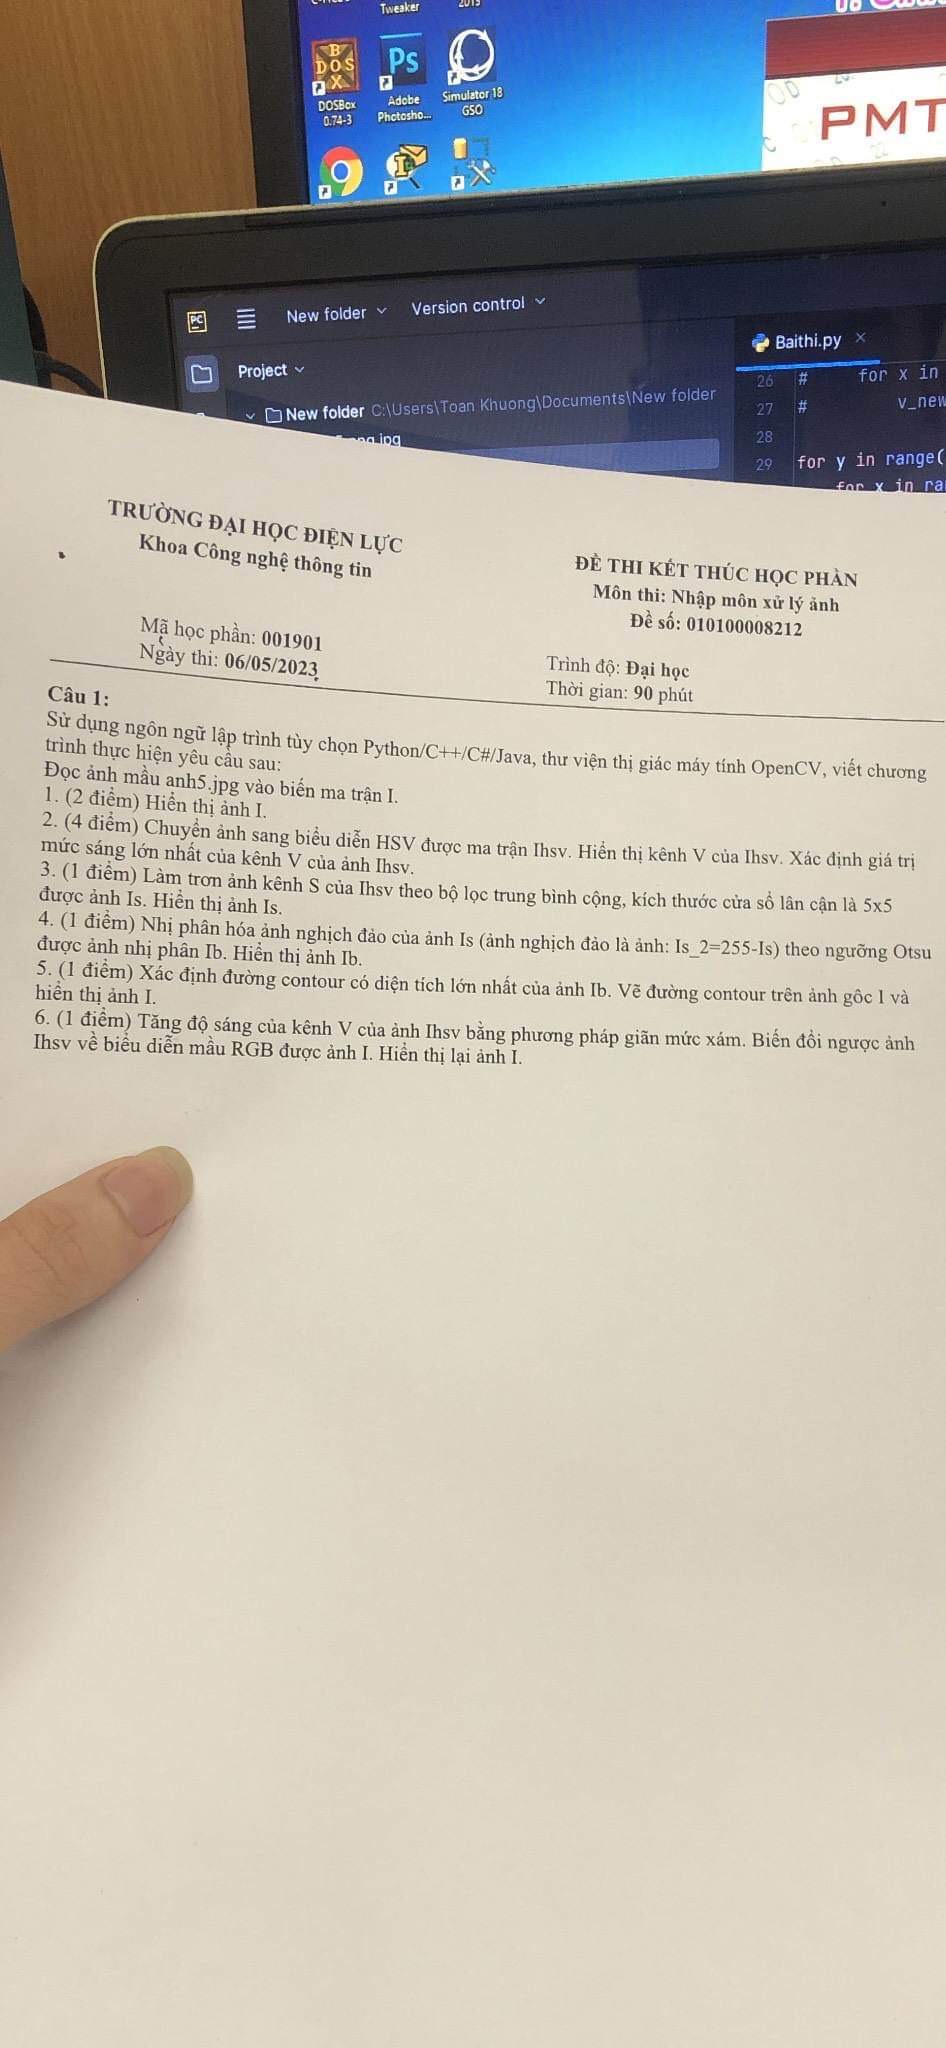 Tweaker
2013
BOX
DOS
DOSBox
0.74-3
Ps
Adobe
Photosho...
Simulator 18
GSO
PMT
PC
New folder
Version control
Project
New folder C:\Users\Toan Khuong\Documents\New folder
Baithi.py
26 # for x in
27 # v_new
28
29 for y in range(
for x in ra
TRƯỜNG ĐẠI HỌC ĐIỆN LỰC
Khoa Công nghệ thông tin
Mã học phần: 001901
Ngày thi: 06/05/2023
ĐỀ THI KẾT THÚC HỌC PHẦN
Môn thi: Nhập môn xử lý ảnh
Đề số: 010100008212
Trình độ: Đại học
Thời gian: 90 phút
Câu 1:
Sử dụng ngôn ngữ lập trình tùy chọn Python/C++/C#/Java, thư viện thị giác máy tính OpenCV, viết chương
trình thực hiện yêu cầu sau:
Đọc ảnh mầu anh5.jpg vào biến ma trận I.
1. (2 điểm) Hiển thị ảnh I.
2. (4 điểm) Chuyển ảnh sang biểu diễn HSV được ma trận Ihsv. Hiển thị kênh V của Ihsv. Xác định giá trị
mức sáng lớn nhất của kênh V của ảnh Ihsv.
3. (1 điểm) Làm trơn ảnh kênh S của Ihsv theo bộ lọc trung bình cộng, kích thước cửa sổ lân cận là 5x5
được ảnh Is. Hiển thị ảnh Is.
4. (1 điểm) Nhị phân hóa ảnh nghịch đảo của ảnh Is (ảnh nghịch đảo là ảnh: Is_2=255-Is) theo ngưỡng Otsu
được ảnh nhị phân Ib. Hiển thị ảnh Ib.
5. (1 điểm) Xác định đường contour có diện tích lớn nhất của ảnh Ib. Vẽ đường contour trên ảnh gốc I và
hiển thị ảnh I.
6. (1 điểm) Tăng độ sáng của kênh V của ảnh Ihsv bằng phương pháp giãn mức xám. Biến đổi ngược ảnh
Ihsv về biểu diễn mầu RGB được ảnh I. Hiển thị lại ảnh I.